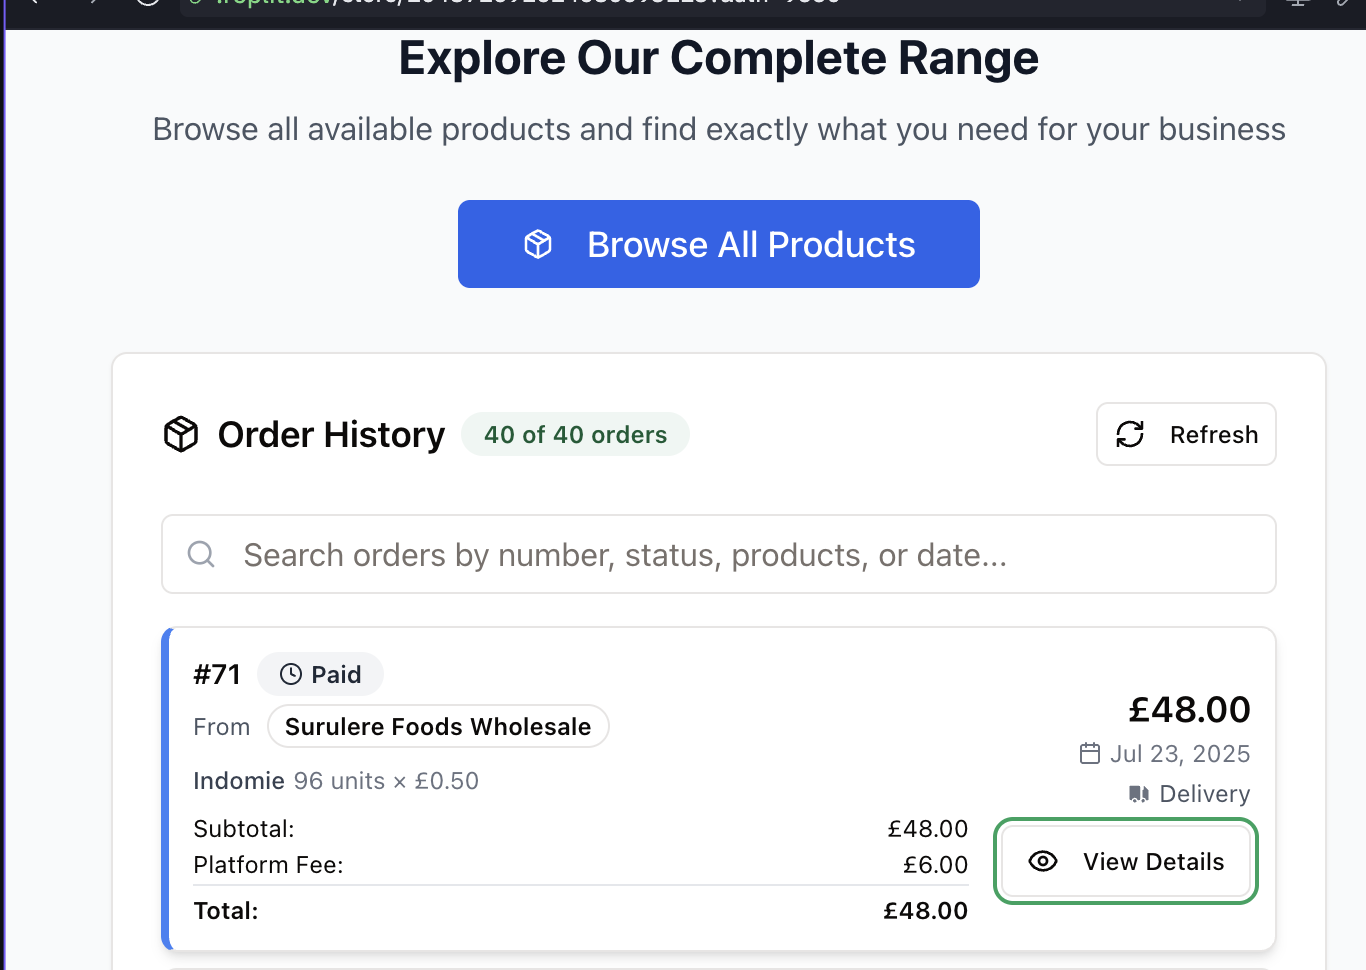 Explore Our Complete Range
Browse all available products and find exactly what you need for your business
Browse All Products
Order History 40 of 40 orders Refresh
Search orders by number, status, products, or date...
#71 Paid
From Surulere Foods Wholesale
£48.00
Jul 23, 2025
Indomie 96 units × £0.50
Delivery
Subtotal: £48.00
Platform Fee: £6.00
View Details
Total: £48.00